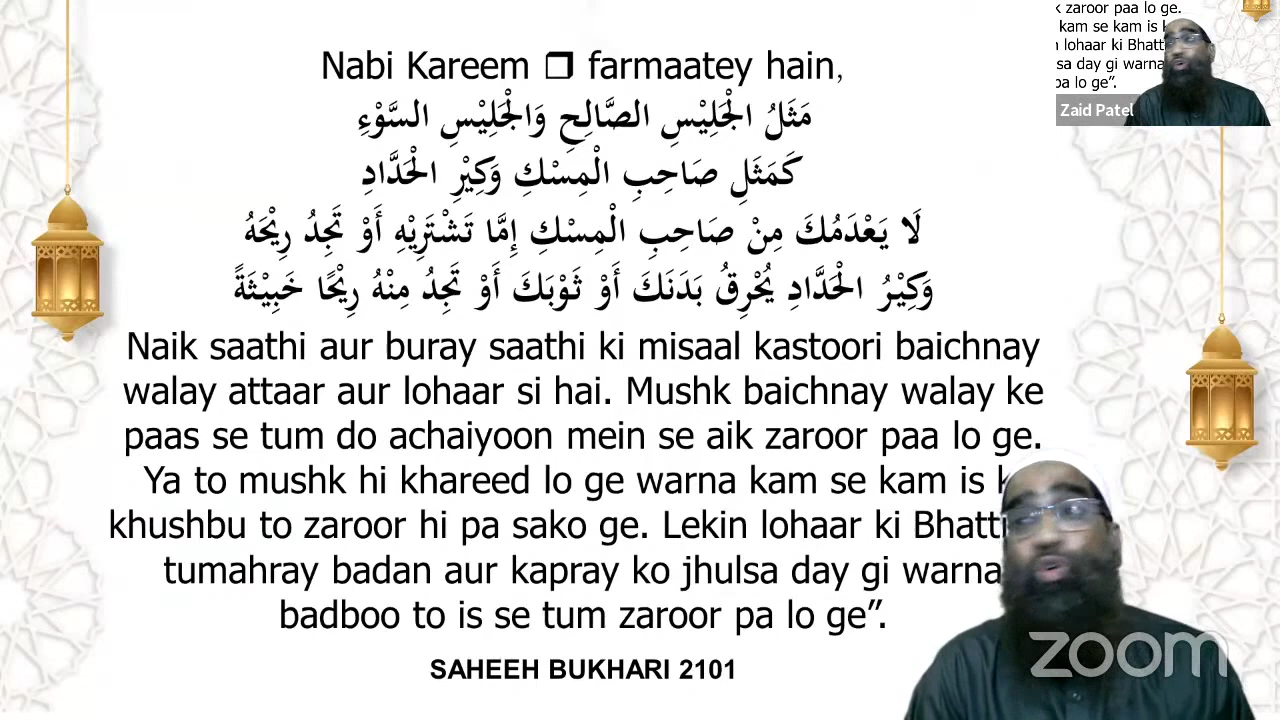 Nabi Kareem ❒ farmaatey hain,
مَثَلُ الْجَلِيْسِ الصَّالِحِ وَالْجَلِيْسِ السَّوْءِ
كَمَثَلِ صَاحِبِ الْمِسْكِ وَكِيْرِ الْحَدَّادِ
لَا يَعْدَمُكَ مِنْ صَاحِبِ الْمِسْكِ إِمَّا تَشْتَرِيْهِ أَوْ تَجِدُ رِيْحَهُ
وَكِيْرُ الْحَدَّادِ يُحْرِقُ بَدَنَكَ أَوْ ثَوْبَكَ أَوْ تَجِدُ مِنْهُ رِيْحًا خَبِيْثَةً
Naik saathi aur buray saathi ki misaal kastoori baichnay
walay attaar aur lohaar si hai. Mushk baichnay walay ke
paas se tum do achaiyoon mein se aik zaroor paa lo ge.
Ya to mushk hi khareed lo ge warna kam se kam is
khushbu to zaroor hi pa sako ge. Lekin lohaar ki Bhatti
tumahray badan aur kapray ko jhulsa day gi warna
badboo to is se tum zaroor pa lo ge”.
SAHEEH BUKHARI 2101
zaroor paa lo ge.
kam se kam is
lohaar ki Bhatt
sa day gi warna
pa lo ge”.
Zaid Patel
zoom